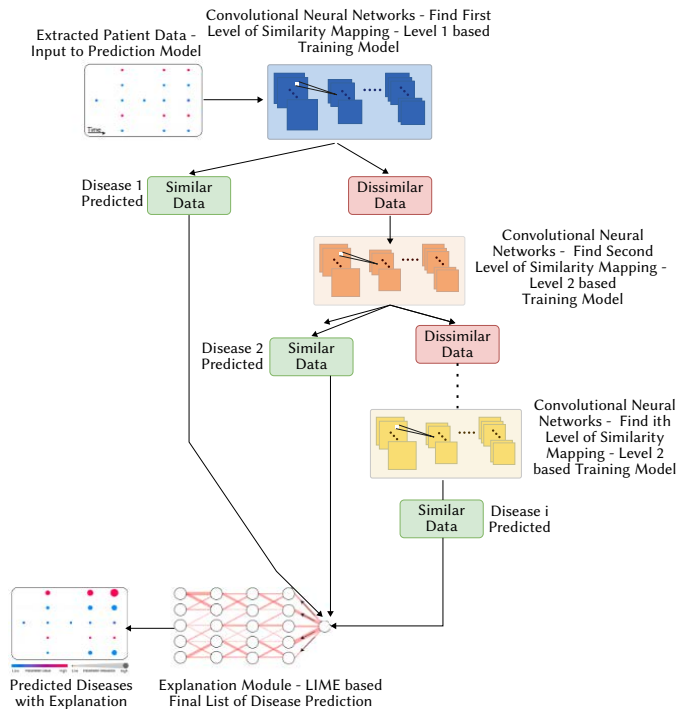 Convolutional Neural Networks - Find First
Level of Similarity Mapping - Level 1 based
Training Model
Extracted Patient Data -
Input to Prediction Model
Time
Disease 1
Predicted
Similar
Data
Dissimilar
Data
Convolutional Neural
Networks - Find Second
Level of Similarity Mapping -
Level 2 based
Training Model
Disease 2
Predicted
Similar
Data
Dissimilar
Data
Convolutional Neural
Networks - Find ith
Level of Similarity
Mapping - Level 2
based Training Model
Similar
Data
Disease i
Predicted
Predicted Diseases
with Explanation
Explanation Module - LIME based
Final List of Disease Prediction